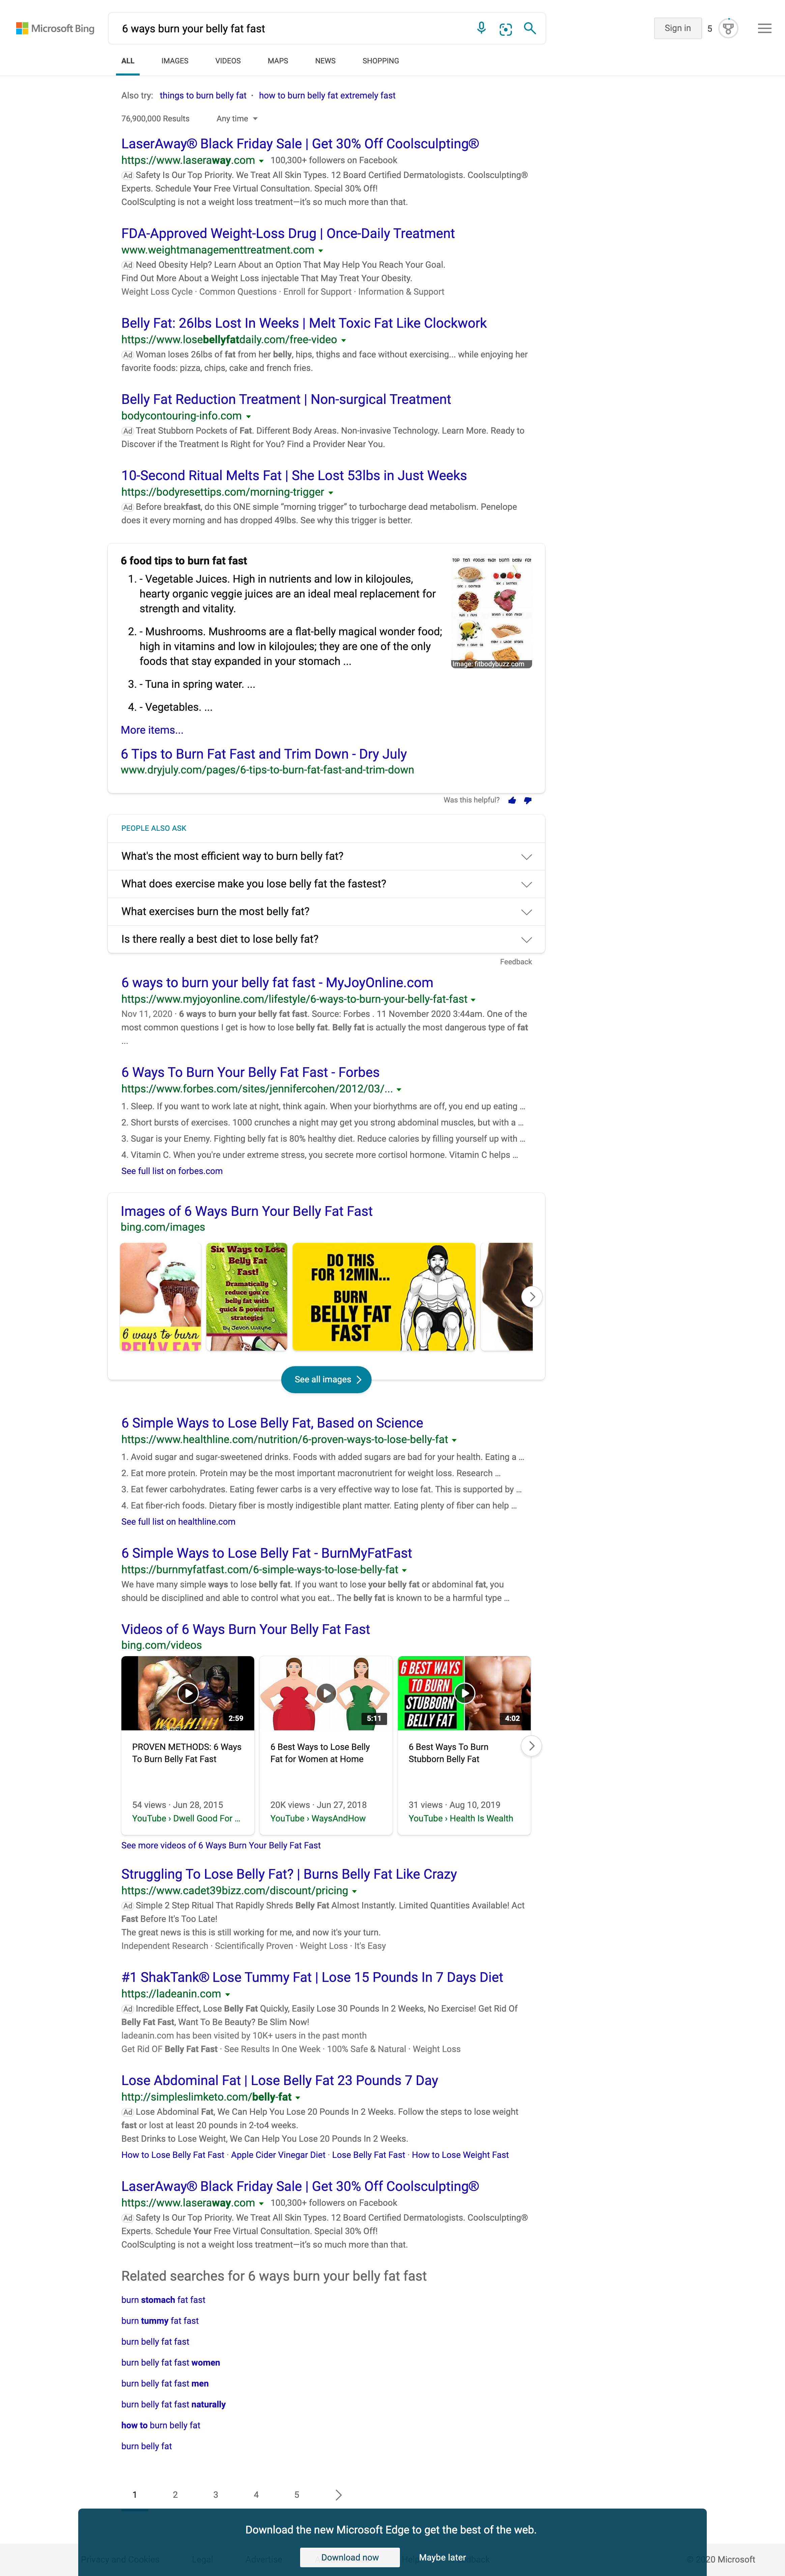 Microsoft Bing
6 ways burn your belly fat fast
Sign in
5
ALL
IMAGES
VIDEOS
MAPS
NEWS
SHOPPING
Also try: things to burn belly fat · how to burn belly fat extremely fast
76,900,000 Results
Any time
LaserAway® Black Friday Sale | Get 30% Off Coolsculpting®
https://www.laseraway.com
100,300+ followers on Facebook
Ad Safety Is Our Top Priority. We Treat All Skin Types. 12 Board Certified Dermatologists. Coolsculpting®
Experts. Schedule Your Free Virtual Consultation. Special 30% Off!
CoolSculpting is not a weight loss treatment—it's so much more than that.
FDA-Approved Weight-Loss Drug | Once-Daily Treatment
www.weightmanagementtreatment.com
Ad Need Obesity Help? Learn About an Option That May Help You Reach Your Goal.
Find Out More About a Weight Loss injectable That May Treat Your Obesity.
Weight Loss Cycle · Common Questions · Enroll for Support · Information & Support
Belly Fat: 26lbs Lost In Weeks | Melt Toxic Fat Like Clockwork
https://www.losebellyfatdaily.com/free-video
Ad Woman loses 26lbs of fat from her belly, hips, thighs and face without exercising... while enjoying her
favorite foods: pizza, chips, cake and french fries.
Belly Fat Reduction Treatment | Non-surgical Treatment
bodycontouring-info.com
Ad Treat Stubborn Pockets of Fat. Different Body Areas. Non-invasive Technology. Learn More. Ready to
Discover if the Treatment Is Right for You? Find a Provider Near You.
10-Second Ritual Melts Fat | She Lost 53lbs in Just Weeks
https://bodyresettips.com/morning-trigger
Ad Before breakfast, do this ONE simple “morning trigger” to turbocharge dead metabolism. Penelope
does it every morning and has dropped 49lbs. See why this trigger is better.
6 food tips to burn fat fast
1. - Vegetable Juices. High in nutrients and low in kilojoules,
hearty organic veggie juices are an ideal meal replacement for
strength and vitality.
2. - Mushrooms. Mushrooms are a flat-belly magical wonder food;
high in vitamins and low in kilojoules; they are one of the only
foods that stay expanded in your stomach ...
3. - Tuna in spring water. ...
4. - Vegetables. ...
TOP TEN FOODS THAT BURN BELLY FAT
Image: fitbodybuzz.com
More items...
6 Tips to Burn Fat Fast and Trim Down - Dry July
www.dryjuly.com/pages/6-tips-to-burn-fat-fast-and-trim-down
Was this helpful?
PEOPLE ALSO ASK
What's the most efficient way to burn belly fat?
What does exercise make you lose belly fat the fastest?
What exercises burn the most belly fat?
Is there really a best diet to lose belly fat?
Feedback
6 ways to burn your belly fat fast - MyJoyOnline.com
https://www.myjoyonline.com/lifestyle/6-ways-to-burn-your-belly-fat-fast
Nov 11, 2020 · 6 ways to burn your belly fat fast. Source: Forbes . 11 November 2020 3:44am. One of the
most common questions I get is how to lose belly fat. Belly fat is actually the most dangerous type of fat
...
6 Ways To Burn Your Belly Fat Fast - Forbes
https://www.forbes.com/sites/jennifercohen/2012/03/...
1. Sleep. If you want to work late at night, think again. When your biorhythms are off, you end up eating ...
2. Short bursts of exercises. 1000 crunches a night may get you strong abdominal muscles, but with a ...
3. Sugar is your Enemy. Fighting belly fat is 80% healthy diet. Reduce calories by filling yourself up with ...
4. Vitamin C. When you're under extreme stress, you secrete more cortisol hormone. Vitamin C helps ...
See full list on forbes.com
Images of 6 Ways Burn Your Belly Fat Fast
bing.com/images
6 ways to burn
BELLY FAT
Six Ways to Lose
Belly Fat
Fast!
Dramatically
reduce you're
belly fat with
quick & powerful
strategies
By Jevon Wayne
DO THIS
FOR 12MIN...
BURN
BELLY FAT
FAST
See all images
6 Simple Ways to Lose Belly Fat, Based on Science
https://www.healthline.com/nutrition/6-proven-ways-to-lose-belly-fat
1. Avoid sugar and sugar-sweetened drinks. Foods with added sugars are bad for your health. Eating a ...
2. Eat more protein. Protein may be the most important macronutrient for weight loss. Research ...
3. Eat fewer carbohydrates. Eating fewer carbs is a very effective way to lose fat. This is supported by ...
4. Eat fiber-rich foods. Dietary fiber is mostly indigestible plant matter. Eating plenty of fiber can help ...
See full list on healthline.com
6 Simple Ways to Lose Belly Fat - BurnMyFatFast
https://burnmyfatfast.com/6-simple-ways-to-lose-belly-fat
We have many simple ways to lose belly fat. If you want to lose your belly fat or abdominal fat, you
should be disciplined and able to control what you eat.. The belly fat is known to be a harmful type ...
Videos of 6 Ways Burn Your Belly Fat Fast
bing.com/videos
WOAH!!!!
2:59
5:11
6 BEST WAYS
TO BURN
STUBBORN
BELLY FAT
4:02
PROVEN METHODS: 6 Ways
To Burn Belly Fat Fast
54 views · Jun 28, 2015
YouTube › Dwell Good For ...
6 Best Ways to Lose Belly
Fat for Women at Home
20K views · Jun 27, 2018
YouTube › WaysAndHow
6 Best Ways To Burn
Stubborn Belly Fat
31 views · Aug 10, 2019
YouTube › Health Is Wealth
See more videos of 6 Ways Burn Your Belly Fat Fast
Struggling To Lose Belly Fat? | Burns Belly Fat Like Crazy
https://www.cadet39bizz.com/discount/pricing
Ad Simple 2 Step Ritual That Rapidly Shreds Belly Fat Almost Instantly. Limited Quantities Available! Act
Fast Before It's Too Late!
The great news is this is still working for me, and now it's your turn.
Independent Research · Scientifically Proven · Weight Loss · It's Easy
#1 ShakTank® Lose Tummy Fat | Lose 15 Pounds In 7 Days Diet
https://ladeanin.com
Ad Incredible Effect, Lose Belly Fat Quickly, Easily Lose 30 Pounds In 2 Weeks, No Exercise! Get Rid Of
Belly Fat Fast, Want To Be Beauty? Be Slim Now!
ladeanin.com has been visited by 10K+ users in the past month
Get Rid OF Belly Fat Fast · See Results In One Week · 100% Safe & Natural · Weight Loss
Lose Abdominal Fat | Lose Belly Fat 23 Pounds 7 Day
http://simpleslimketo.com/belly-fat
Ad Lose Abdominal Fat, We Can Help You Lose 20 Pounds In 2 Weeks. Follow the steps to lose weight
fast or lost at least 20 pounds in 2-to4 weeks.
Best Drinks to Lose Weight, We Can Help You Lose 20 Pounds In 2 Weeks.
How to Lose Belly Fat Fast · Apple Cider Vinegar Diet · Lose Belly Fat Fast · How to Lose Weight Fast
LaserAway® Black Friday Sale | Get 30% Off Coolsculpting®
https://www.laseraway.com
100,300+ followers on Facebook
Ad Safety Is Our Top Priority. We Treat All Skin Types. 12 Board Certified Dermatologists. Coolsculpting®
Experts. Schedule Your Free Virtual Consultation. Special 30% Off!
CoolSculpting is not a weight loss treatment—it's so much more than that.
Related searches for 6 ways burn your belly fat fast
burn stomach fat fast
burn tummy fat fast
burn belly fat fast
burn belly fat fast women
burn belly fat fast men
burn belly fat fast naturally
how to burn belly fat
burn belly fat
1
2
3
4
5
Download the new Microsoft Edge to get the best of the web.
Download now
Maybe later
20 Microsoft